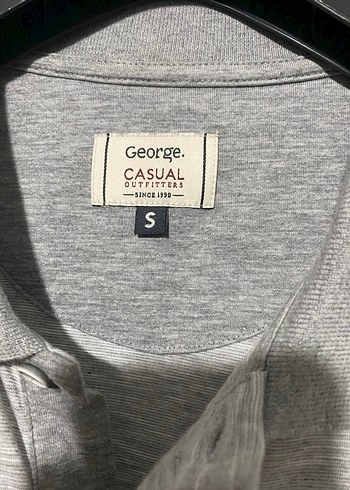 George.
CASUAL
OUTFITTERS
SINCE 1990
S